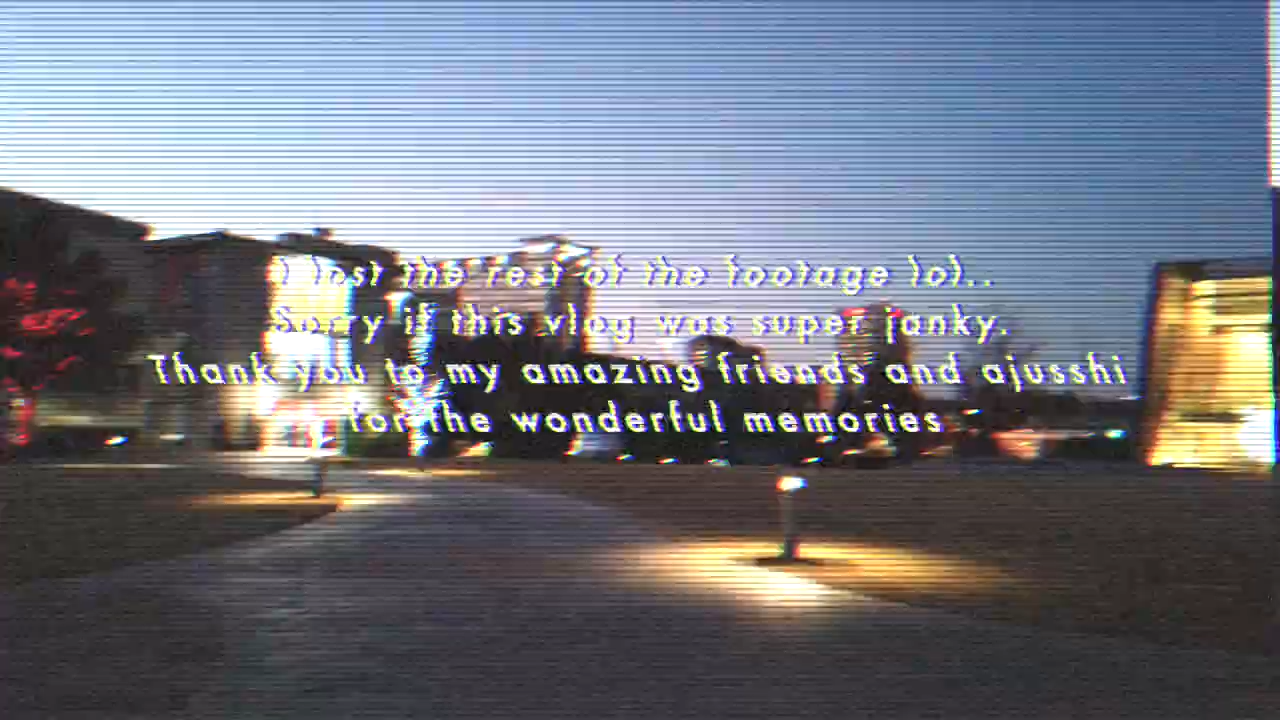 I lost the rest of the footage lol..
Sorry if this vlog was super janky.
Thank you to my amazing friends and ajusshi
for the wonderful memories